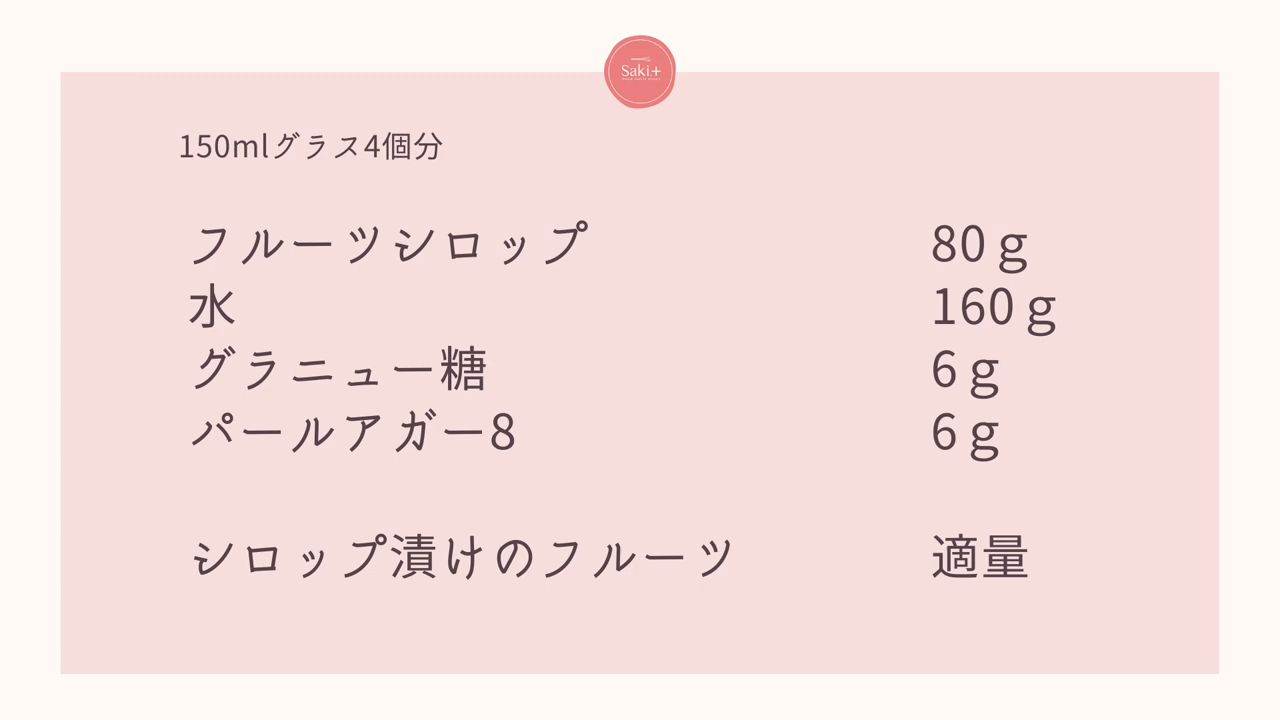 Saki+
150mlグラス4個分
フルーツシロップ 80g
水 160g
グラニュー糖 6g
パールアガー8 6g
シロップ漬けのフルーツ 適量